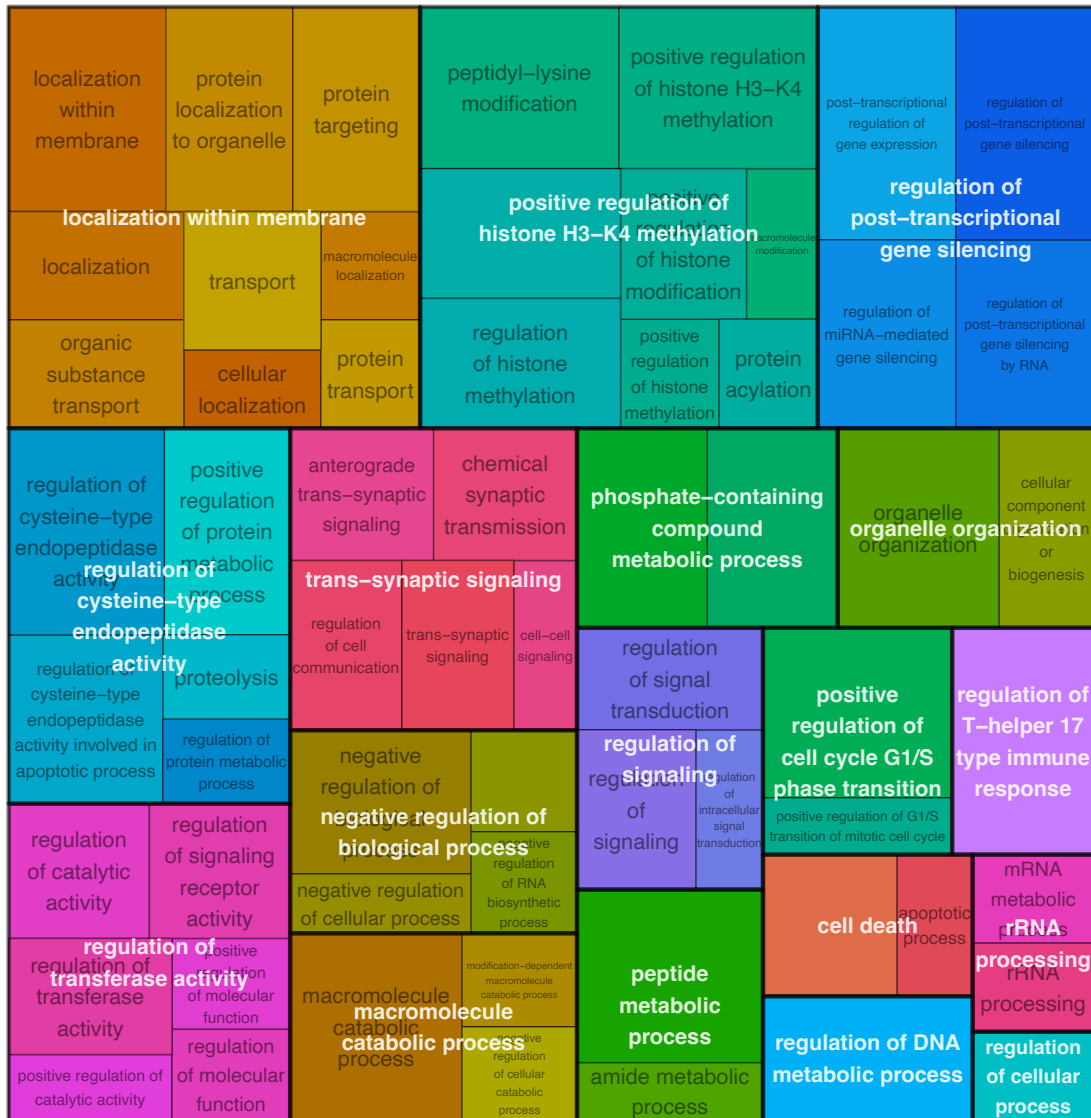 localization
within
membrane
protein
localization
to organelle
protein
targeting
localization within membrane
localization
transport
macromolecule
localization
organic
substance
transport
cellular
localization
protein
transport
peptidyl−lysine
modification
positive regulation
of histone H3−K4
methylation
positive regulation of
histone H3−K4 methylation
positive
regulation
of histone
modification
macromolecule
modification
regulation
of histone
methylation
positive
regulation
of histone
methylation
protein
acylation
post−transcriptional
regulation of
gene expression
regulation of
post−transcriptional
gene silencing
regulation of
post−transcriptional
gene silencing
regulation of
miRNA−mediated
gene silencing
regulation of
post−transcriptional
gene silencing
by RNA
regulation of
cysteine−type
endopeptidase
activity
positive
regulation
of protein
metabolic
process
regulation of
cysteine−type
endopeptidase
activity
regulation of
cysteine−type
endopeptidase
activity involved in
apoptotic process
proteolysis
regulation of
protein metabolic
process
anterograde
trans−synaptic
signaling
chemical
synaptic
transmission
trans−synaptic signaling
regulation
of cell
communication
trans−synaptic
signaling
cell−cell
signaling
phosphate−containing
compound
metabolic process
organelle
organization
organelle organization
cellular
component
organization
or
biogenesis
regulation
of signal
transduction
regulation of
signaling
regulation
of
signaling
regulation
of
intracellular
signal
transduction
positive
regulation of
cell cycle G1/S
phase transition
positive regulation of G1/S
transition of mitotic cell cycle
regulation of
T−helper 17
type immune
response
negative
regulation of
biological
process
negative regulation of
biological process
negative regulation
of cellular process
negative
regulation
of RNA
biosynthetic
process
regulation
of catalytic
activity
regulation
of signaling
receptor
activity
regulation of
transferase activity
regulation of
transferase
activity
positive
regulation
of molecular
function
positive regulation of
catalytic activity
regulation
of molecular
function
macromolecule
catabolic
process
macromolecule
catabolic process
modification−dependent
macromolecule
catabolic process
negative
regulation
of cellular
catabolic
process
peptide
metabolic
process
amide metabolic
process
cell death
apoptotic
process
mRNA
metabolic
process
rRNA
processing
rRNA
processing
regulation of DNA
metabolic process
regulation
of cellular
process